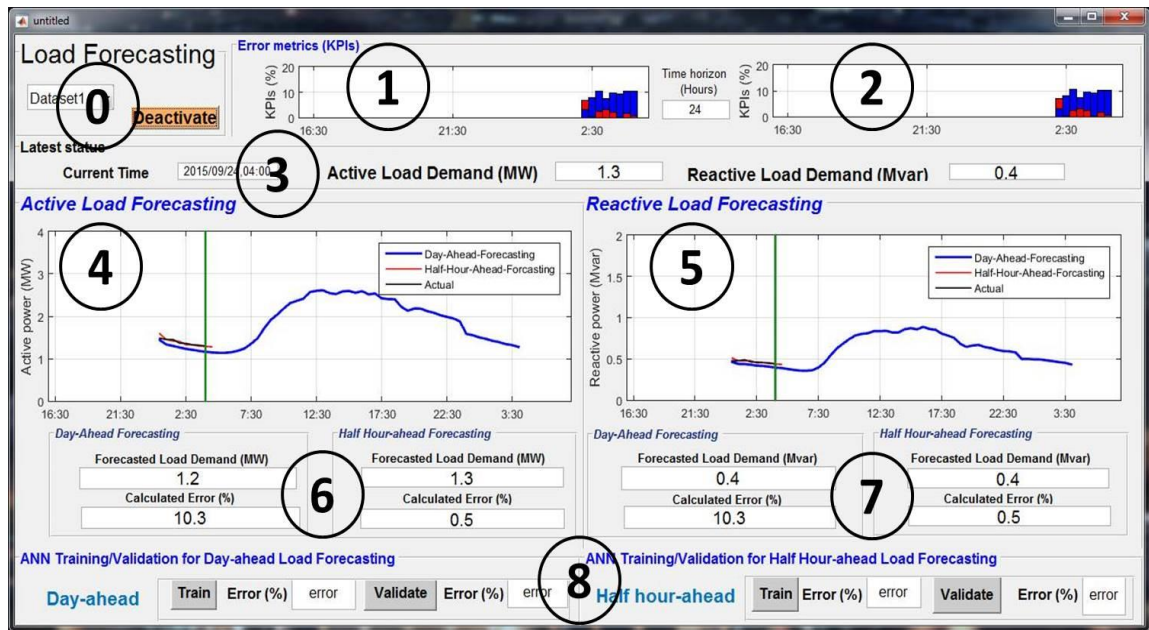 untitled
Load Forecasting
Dataset1
0
Deactivate
Error metrics (KPIs)
KPIs (%)
20
10
0
16:30 21:30 2:30
1
Time horizon
(Hours)
24
KPIs (%)
20
10
0
16:30 21:30 2:30
2
Latest status
Current Time 2015/09/24,04:00 3 Active Load Demand (MW) 1.3 Reactive Load Demand (Mvar) 0.4
Active Load Forecasting
4
Active power (MW)
4
3
2
1
0
16:30 21:30 2:30 7:30 12:30 17:30 22:30 3:30
Day-Ahead-Forecasting
Half-Hour-Ahead-Forcasting
Actual
Reactive Load Forecasting
5
Reactive power (Mvar)
2
1.5
1
0.5
0
16:30 21:30 2:30 7:30 12:30 17:30 22:30 3:30
Day-Ahead-Forecasting
Half-Hour-Ahead-Forcasting
Actual
Day-Ahead Forecasting
Forecasted Load Demand (MW)
1.2
Calculated Error (%)
10.3
6
Half Hour-ahead Forecasting
Forecasted Load Demand (MW)
1.3
Calculated Error (%)
0.5
Day-Ahead Forecasting
Forecasted Load Demand (Mvar)
0.4
Calculated Error (%)
10.3
7
Half Hour-ahead Forecasting
Forecasted Load Demand (Mvar)
0.4
Calculated Error (%)
0.5
ANN Training/Validation for Day-ahead Load Forecasting
Day-ahead Train Error (%) error Validate Error (%) error
8
ANN Training/Validation for Half Hour-ahead Load Forecasting
Half hour-ahead Train Error (%) error Validate Error (%) error